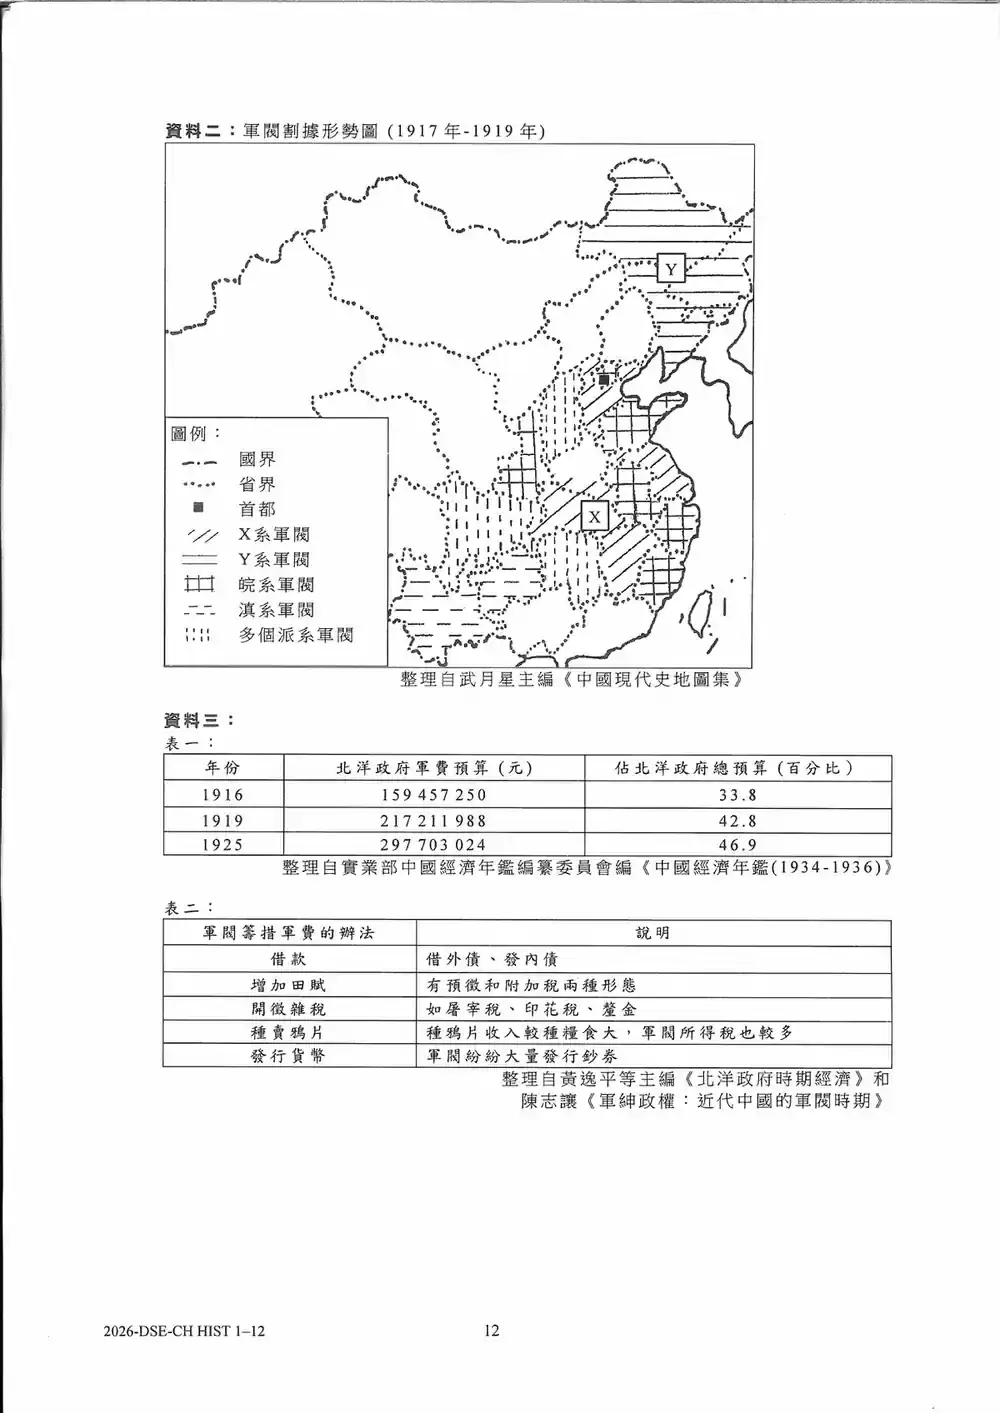 資料二：軍閥割據形勢圖 (1917年-1919年)
Y
X
圖例：
國界
省界
首都
X系軍閥
Y系軍閥
皖系軍閥
滇系軍閥
多個派系軍閥
整理自武月星主編《中國現代史地圖集》
資料三：
表一：
年份 北洋政府軍費預算 (元) 佔北洋政府總預算 (百分比)
1916 159 457 250 33.8
1919 217 211 988 42.8
1925 297 703 024 46.9
整理自實業部中國經濟年鑑編纂委員會編《中國經濟年鑑(1934-1936)》
表二：
軍閥籌措軍費的辦法 說明
借款 借外債、發內債
增加田賦 有預徵和附加稅兩種形態
開徵雜稅 如屠宰稅、印花稅、釐金
種賣鴉片 種鴉片收入較種糧食大，軍閥所得稅也較多
發行貨幣 軍閥紛紛大量發行鈔券
整理自黃逸平等主編《北洋政府時期經濟》和
陳志讓《軍紳政權：近代中國的軍閥時期》
2026-DSE-CH HIST 1–12
12